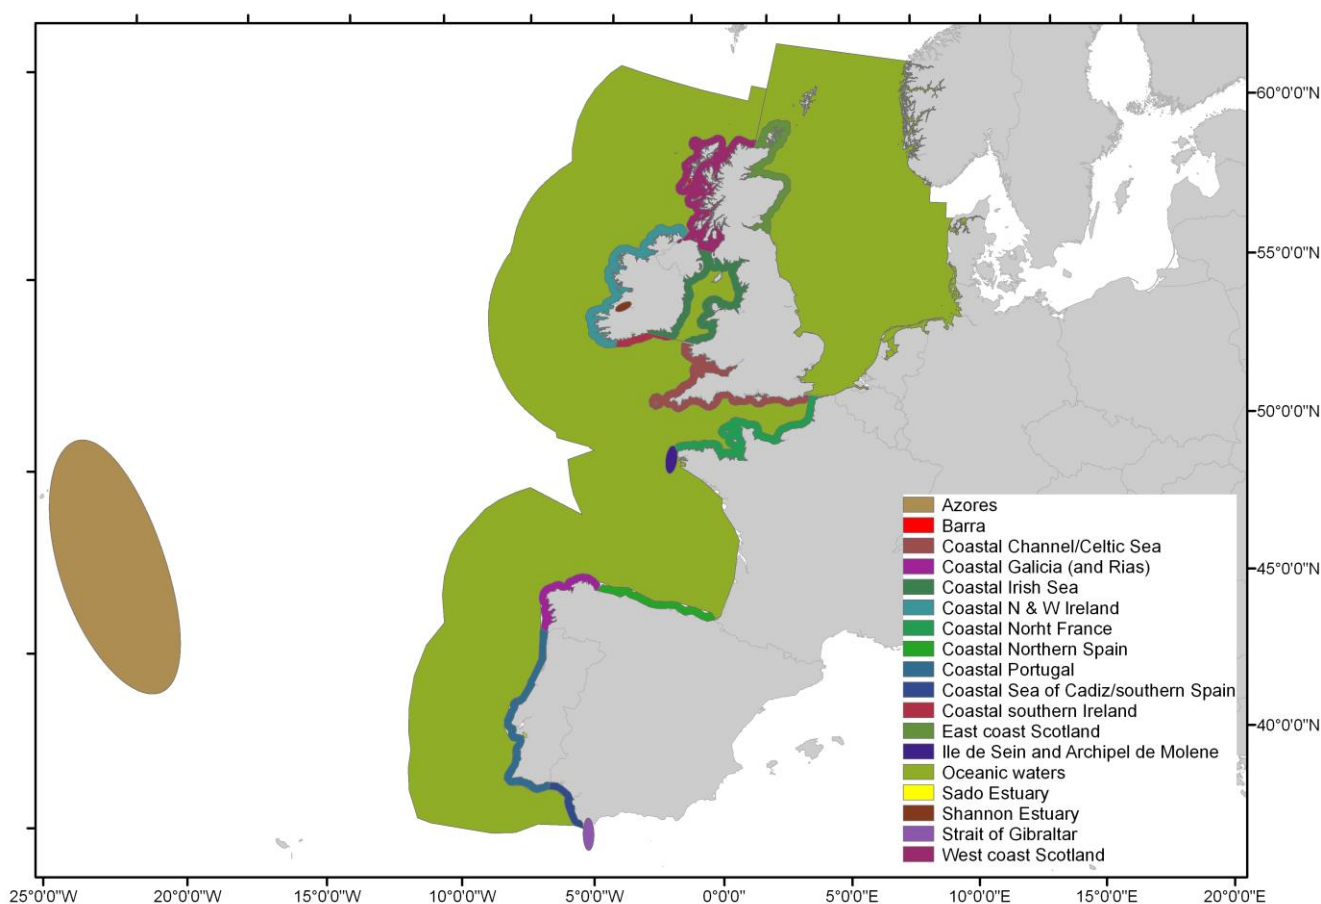 60°0'0"N
55°0'0"N
50°0'0"N
45°0'0"N
40°0'0"N
Azores
Barra
Coastal Channel/Celtic Sea
Coastal Galicia (and Rias)
Coastal Irish Sea
Coastal N & W Ireland
Coastal Norht France
Coastal Northern Spain
Coastal Portugal
Coastal Sea of Cadiz/southern Spain
Coastal southern Ireland
East coast Scotland
Ile de Sein and Archipel de Molene
Oceanic waters
Sado Estuary
Shannon Estuary
Strait of Gibraltar
West coast Scotland
25°0'0"W 20°0'0"W 15°0'0"W 10°0'0"W 5°0'0"W 0°0'0" 5°0'0"E 10°0'0"E 15°0'0"E 20°0'0"E